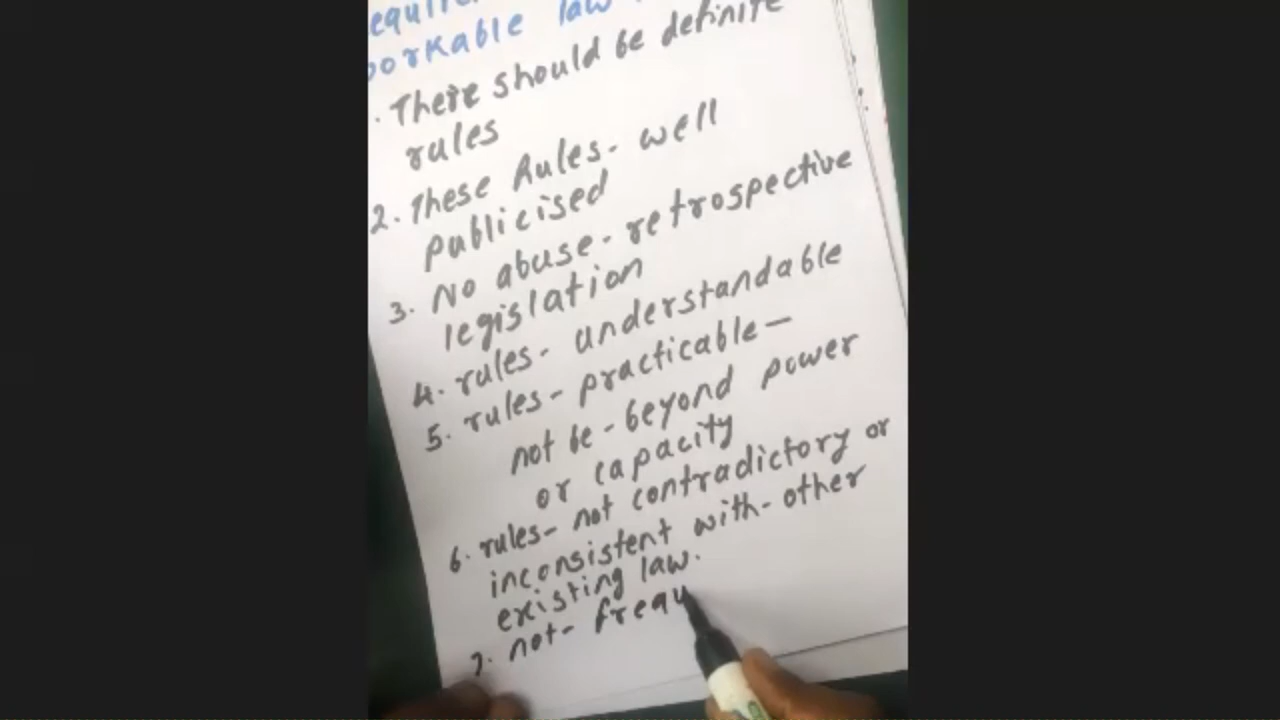 law
workable
. There should be definite
rules
2. These Rules- well
publicised
3. No abuse- retrospective
legislation
4. rules- understandable
5. rules- practicable-
not be- beyond power
or capacity
6. rules- not contradictory or
inconsistent with- other
existing law.
7. not- frequ